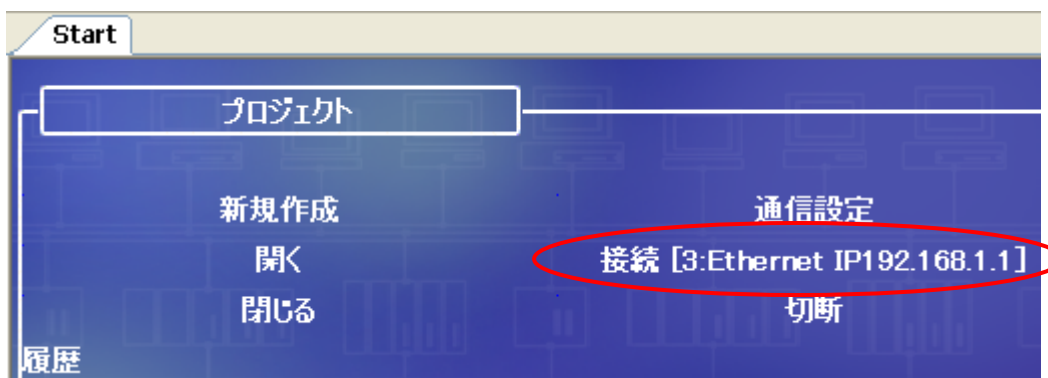 Start
プロジェクト
新規作成
通信設定
開く
接続 [3:Ethernet IP192.168.1.1]
閉じる
切断
履歴